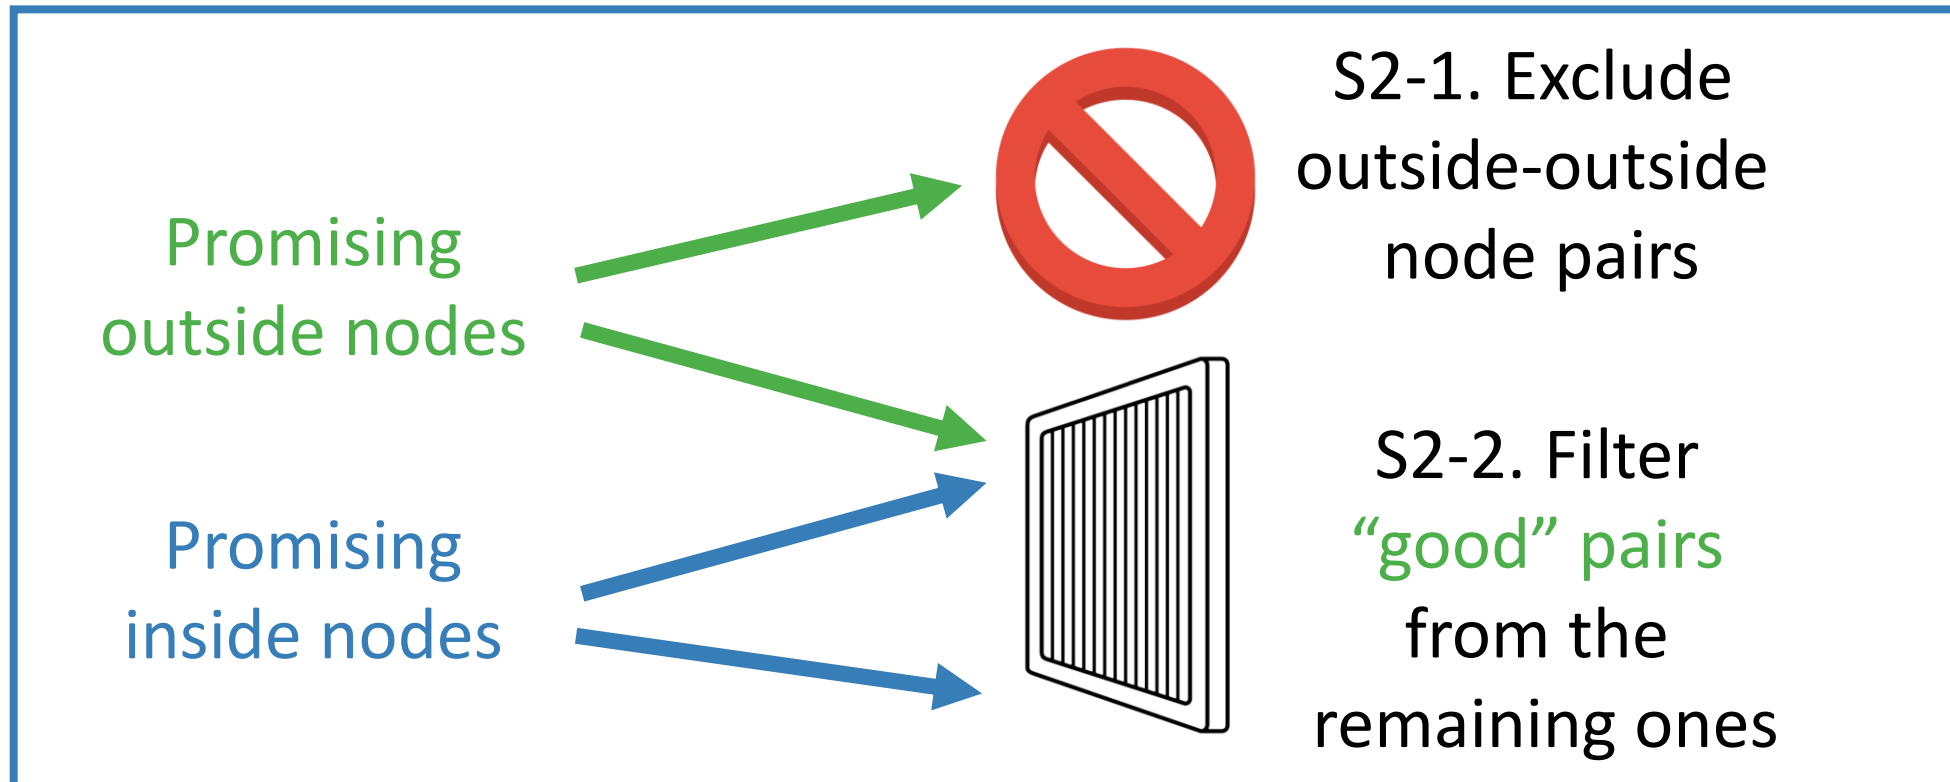 Promising
outside nodes
Promising
inside nodes
S2-1. Exclude
outside-outside
node pairs
S2-2. Filter
“good” pairs
from the
remaining ones